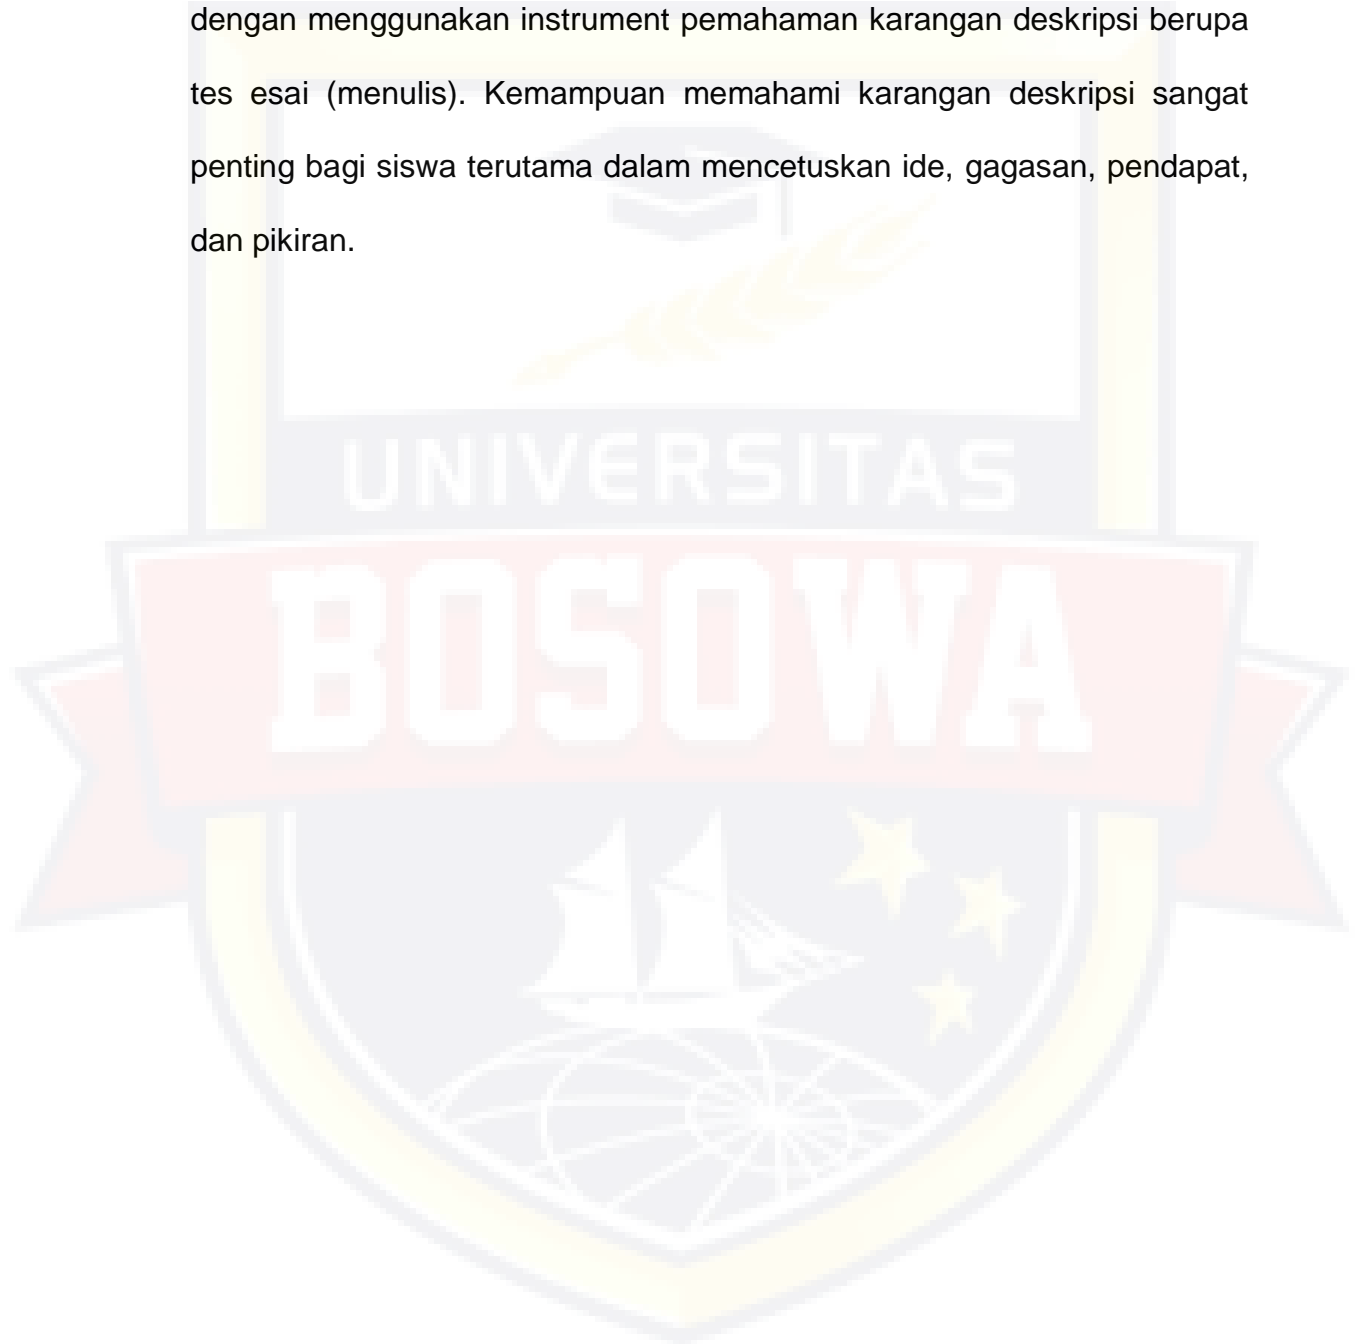 dengan menggunakan instrument pemahaman karangan deskripsi berupa
tes esai (menulis). Kemampuan memahami karangan deskripsi sangat
penting bagi siswa terutama dalam mencetuskan ide, gagasan, pendapat,
dan pikiran.
UNIVERSITAS
BOSOWA